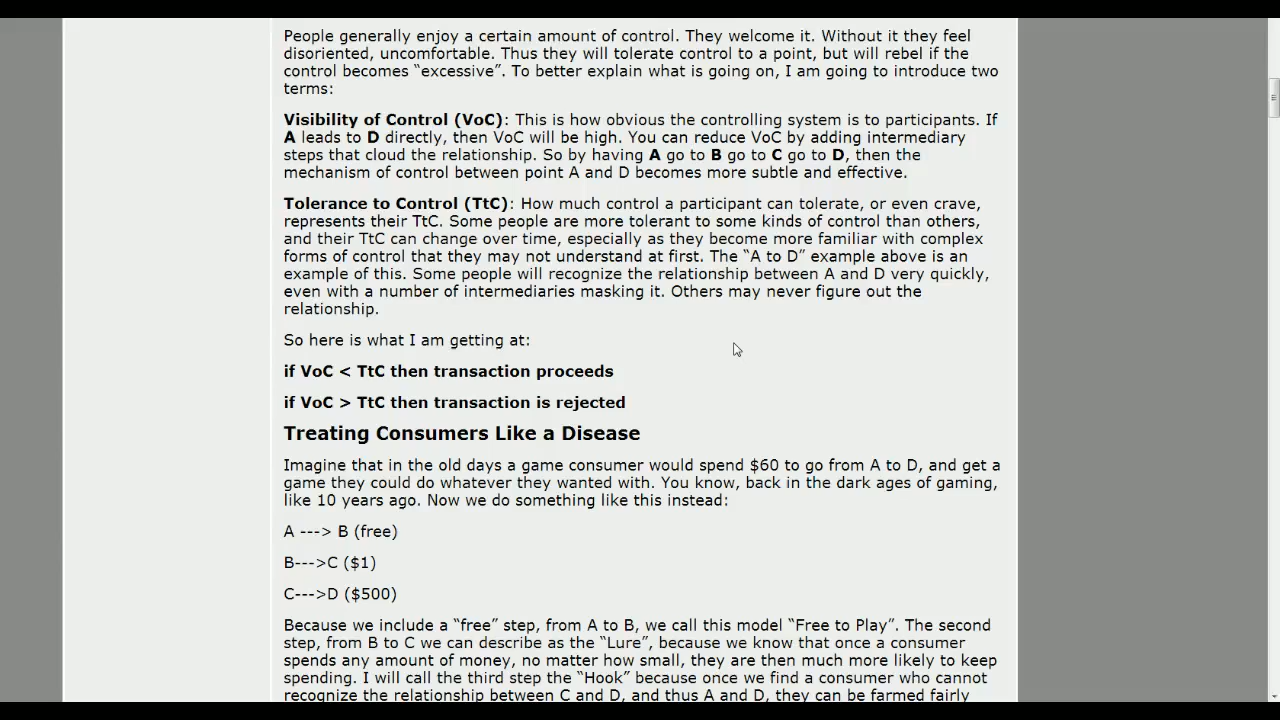 People generally enjoy a certain amount of control. They welcome it. Without it they feel
disoriented, uncomfortable. Thus they will tolerate control to a point, but will rebel if the
control becomes “excessive”. To better explain what is going on, I am going to introduce two
terms:
Visibility of Control (VoC): This is how obvious the controlling system is to participants. If
A leads to D directly, then VoC will be high. You can reduce VoC by adding intermediary
steps that cloud the relationship. So by having A go to B go to C go to D, then the
mechanism of control between point A and D becomes more subtle and effective.
Tolerance to Control (TtC): How much control a participant can tolerate, or even crave,
represents their TtC. Some people are more tolerant to some kinds of control than others,
and their TtC can change over time, especially as they become more familiar with complex
forms of control that they may not understand at first. The “A to D” example above is an
example of this. Some people will recognize the relationship between A and D very quickly,
even with a number of intermediaries masking it. Others may never figure out the
relationship.
So here is what I am getting at:
if VoC < TtC then transaction proceeds
if VoC > TtC then transaction is rejected
Treating Consumers Like a Disease
Imagine that in the old days a game consumer would spend $60 to go from A to D, and get a
game they could do whatever they wanted with. You know, back in the dark ages of gaming,
like 10 years ago. Now we do something like this instead:
A ---> B (free)
B--->C ($1)
C--->D ($500)
Because we include a “free” step, from A to B, we call this model “Free to Play”. The second
step, from B to C we can describe as the “Lure”, because we know that once a consumer
spends any amount of money, no matter how small, they are then much more likely to keep
spending. I will call the third step the “Hook” because once we find a consumer who cannot
recognize the relationship between C and D, and thus A and D, they can be farmed fairly